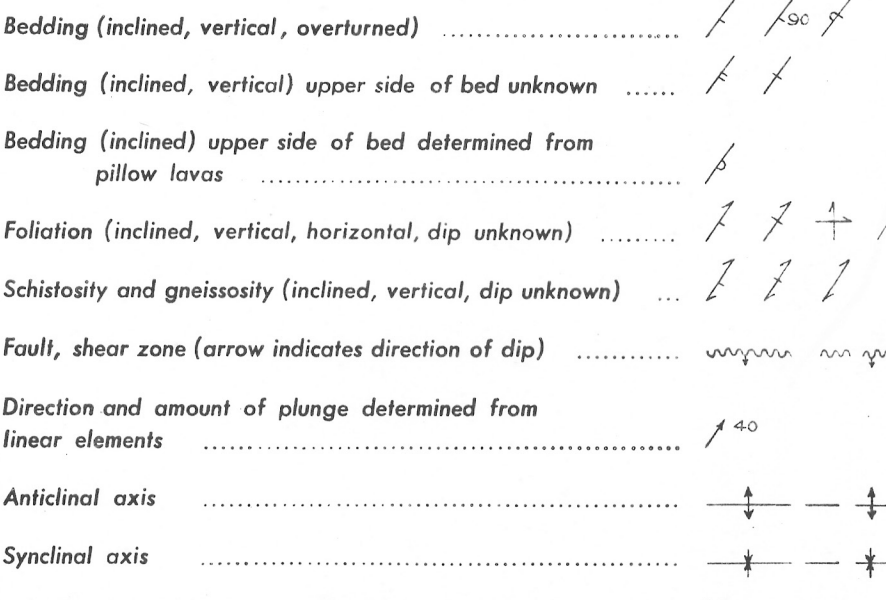 Bedding (inclined, vertical, overturned) ................................ 90
Bedding (inclined, vertical) upper side of bed unknown ......
Bedding (inclined) upper side of bed determined from
pillow lavas ................................................
Foliation (inclined, vertical, horizontal, dip unknown) .........
Schistosity and gneissosity (inclined, vertical, dip unknown) ...
Fault, shear zone (arrow indicates direction of dip) ............
Direction and amount of plunge determined from
linear elements ...................................................... 40
Anticlinal axis ......................................................
Synclinal axis ......................................................